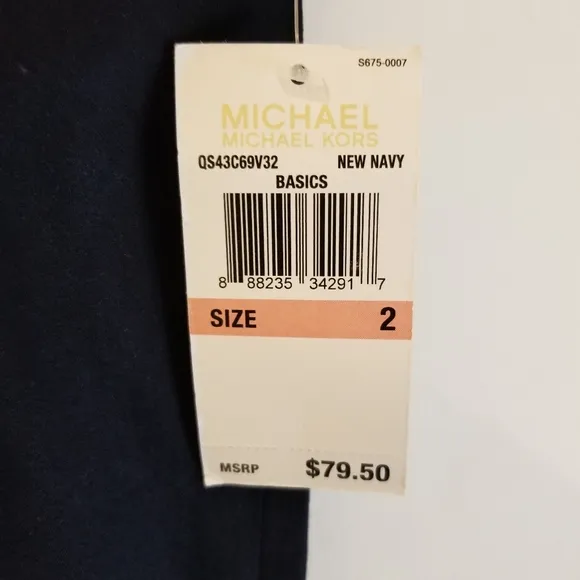 S675-0007
MICHAEL
MICHAEL KORS
QS43C69V32 NEW NAVY
BASICS
8 88235 34291 7
SIZE 2
MSRP $79.50